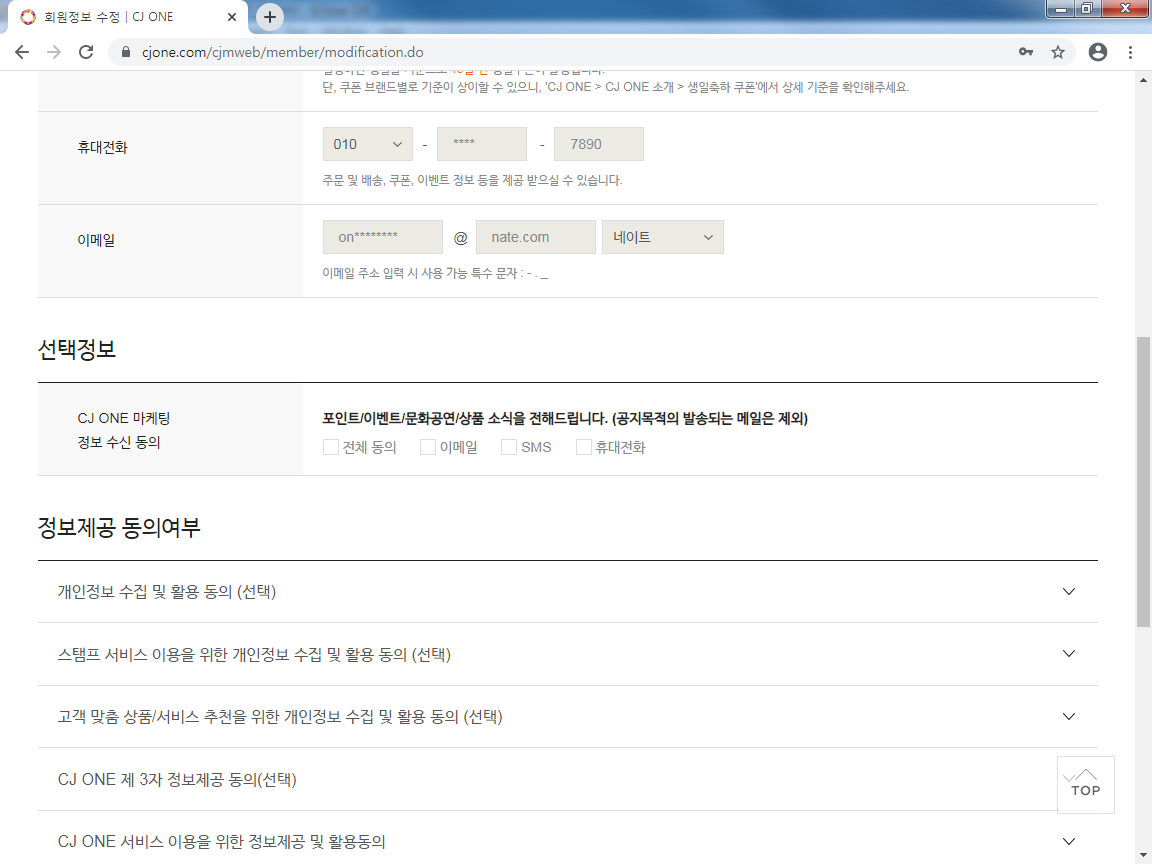 회원정보 수정 | CJ ONE
cjone.com/cjmweb/member/modification.do
단, 쿠폰 브랜드별로 기준이 상이할 수 있으니, 'CJ ONE > CJ ONE 소개 > 생일축하 쿠폰'에서 상세 기준을 확인해주세요.
휴대전화
010 - **** - 7890
주문 및 배송, 쿠폰, 이벤트 정보 등을 제공 받으실 수 있습니다.
이메일
on******** @ nate.com 네이트
이메일 주소 입력 시 사용 가능 특수 문자 : - . _
선택정보
CJ ONE 마케팅
정보 수신 동의
포인트/이벤트/문화공연/상품 소식을 전해드립니다. (공지목적의 발송되는 메일은 제외)
전체 동의 이메일 SMS 휴대전화
정보제공 동의여부
개인정보 수집 및 활용 동의 (선택)
스탬프 서비스 이용을 위한 개인정보 수집 및 활용 동의 (선택)
고객 맞춤 상품/서비스 추천을 위한 개인정보 수집 및 활용 동의 (선택)
CJ ONE 제 3자 정보제공 동의(선택)
TOP
CJ ONE 서비스 이용을 위한 정보제공 및 활용동의